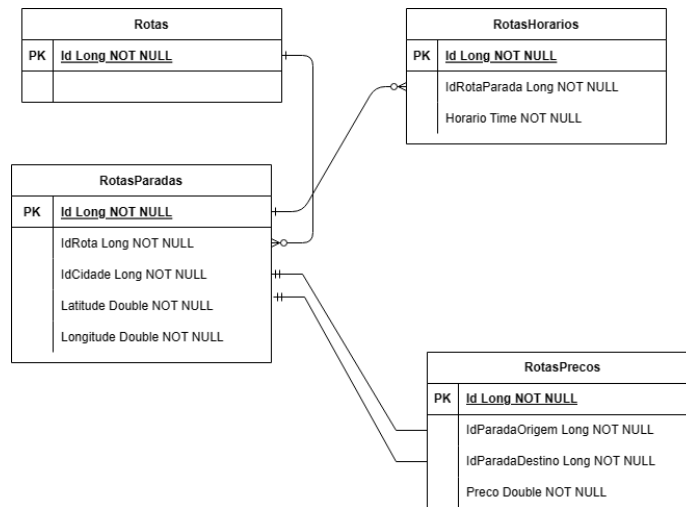 Rotas
PK Id Long NOT NULL
RotasHorarios
PK Id Long NOT NULL
IdRotaParada Long NOT NULL
Horario Time NOT NULL
RotasParadas
PK Id Long NOT NULL
IdRota Long NOT NULL
IdCidade Long NOT NULL
Latitude Double NOT NULL
Longitude Double NOT NULL
RotasPrecos
PK Id Long NOT NULL
IdParadaOrigem Long NOT NULL
IdParadaDestino Long NOT NULL
Preco Double NOT NULL